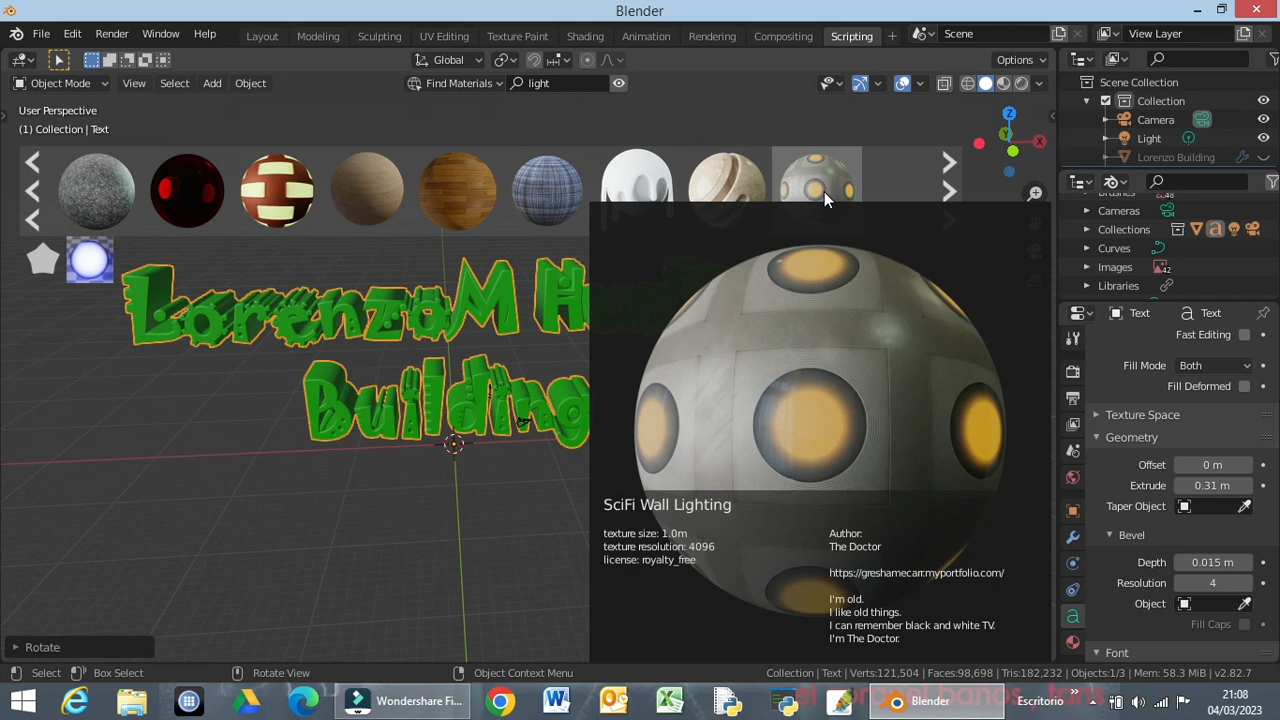 Blender
File Edit Render Window Help Layout Modeling Sculpting UV Editing Texture Paint Shading Animation Rendering Compositing Scripting + Scene View Layer
Global Options
Object Mode View Select Add Object Find Materials light
User Perspective
(1) Collection | Text
Z
Y
X
LorenzoM H
Building
SciFi Wall Lighting
texture size: 1.0m
texture resolution: 4096
license: royalty_free
Author:
The Doctor
https://greshamecarr.myportfolio.com/
I'm old.
I like old things.
I can remember black and white TV.
I'm The Doctor.
Rotate
Scene Collection
Collection
Camera
Light
Lorenzo Building
Brushes 48
Cameras
Collections
Curves
Images 42
Libraries
Text Text
Fast Editing
Fill Mode Both
Fill Deformed
Texture Space
Geometry
Offset 0 m
Extrude 0.31 m
Taper Object
Bevel
Depth 0.015 m
Resolution 4
Object
Fill Caps
Font
Select Box Select Rotate View Object Context Menu Collection | Text | Verts:121,504 | Faces:98,698 | Tris:182,232 | Objects:1/3 | Mem: 58.3 MiB | v2.82.7
Wondershare Fi... Blender Escritorio
21:08
04/03/2023